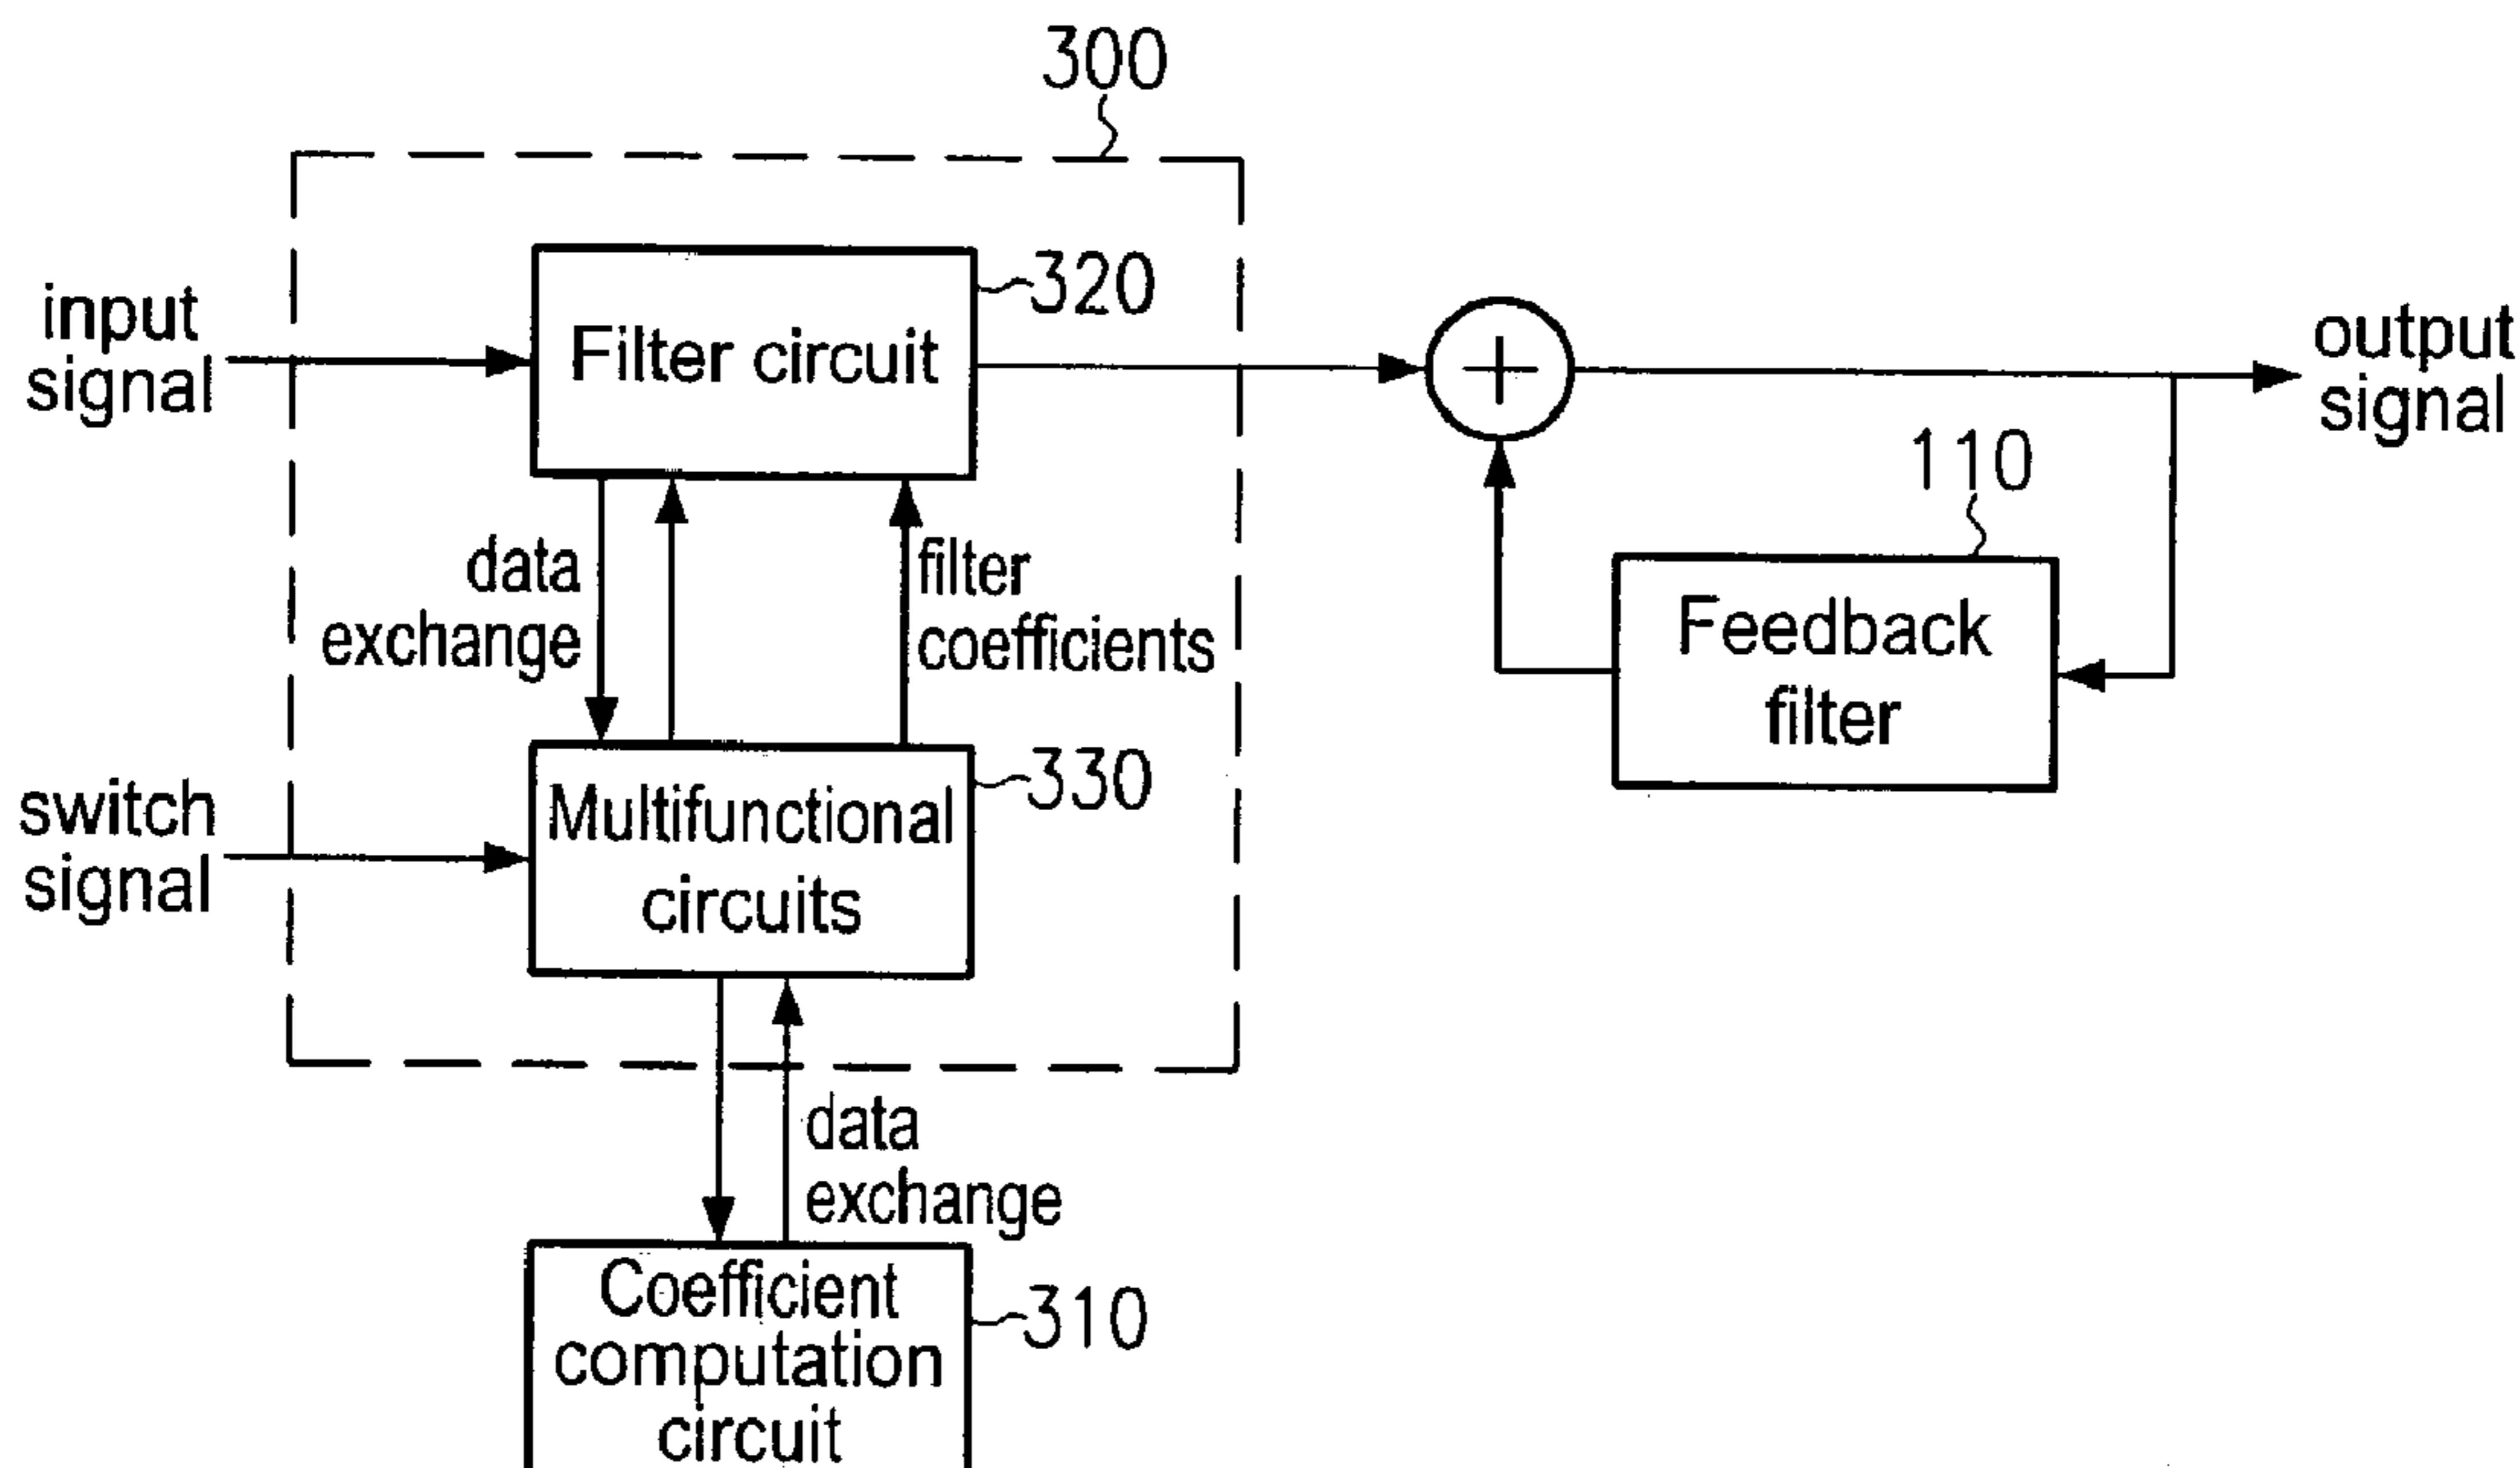 300
320
input
signal
Filter circuit
+
output
signal
110
data
exchange
filter
coefficients
Feedback
filter
switch
signal
330
Multifunctional
circuits
data
exchange
Coefficient
computation
circuit
310